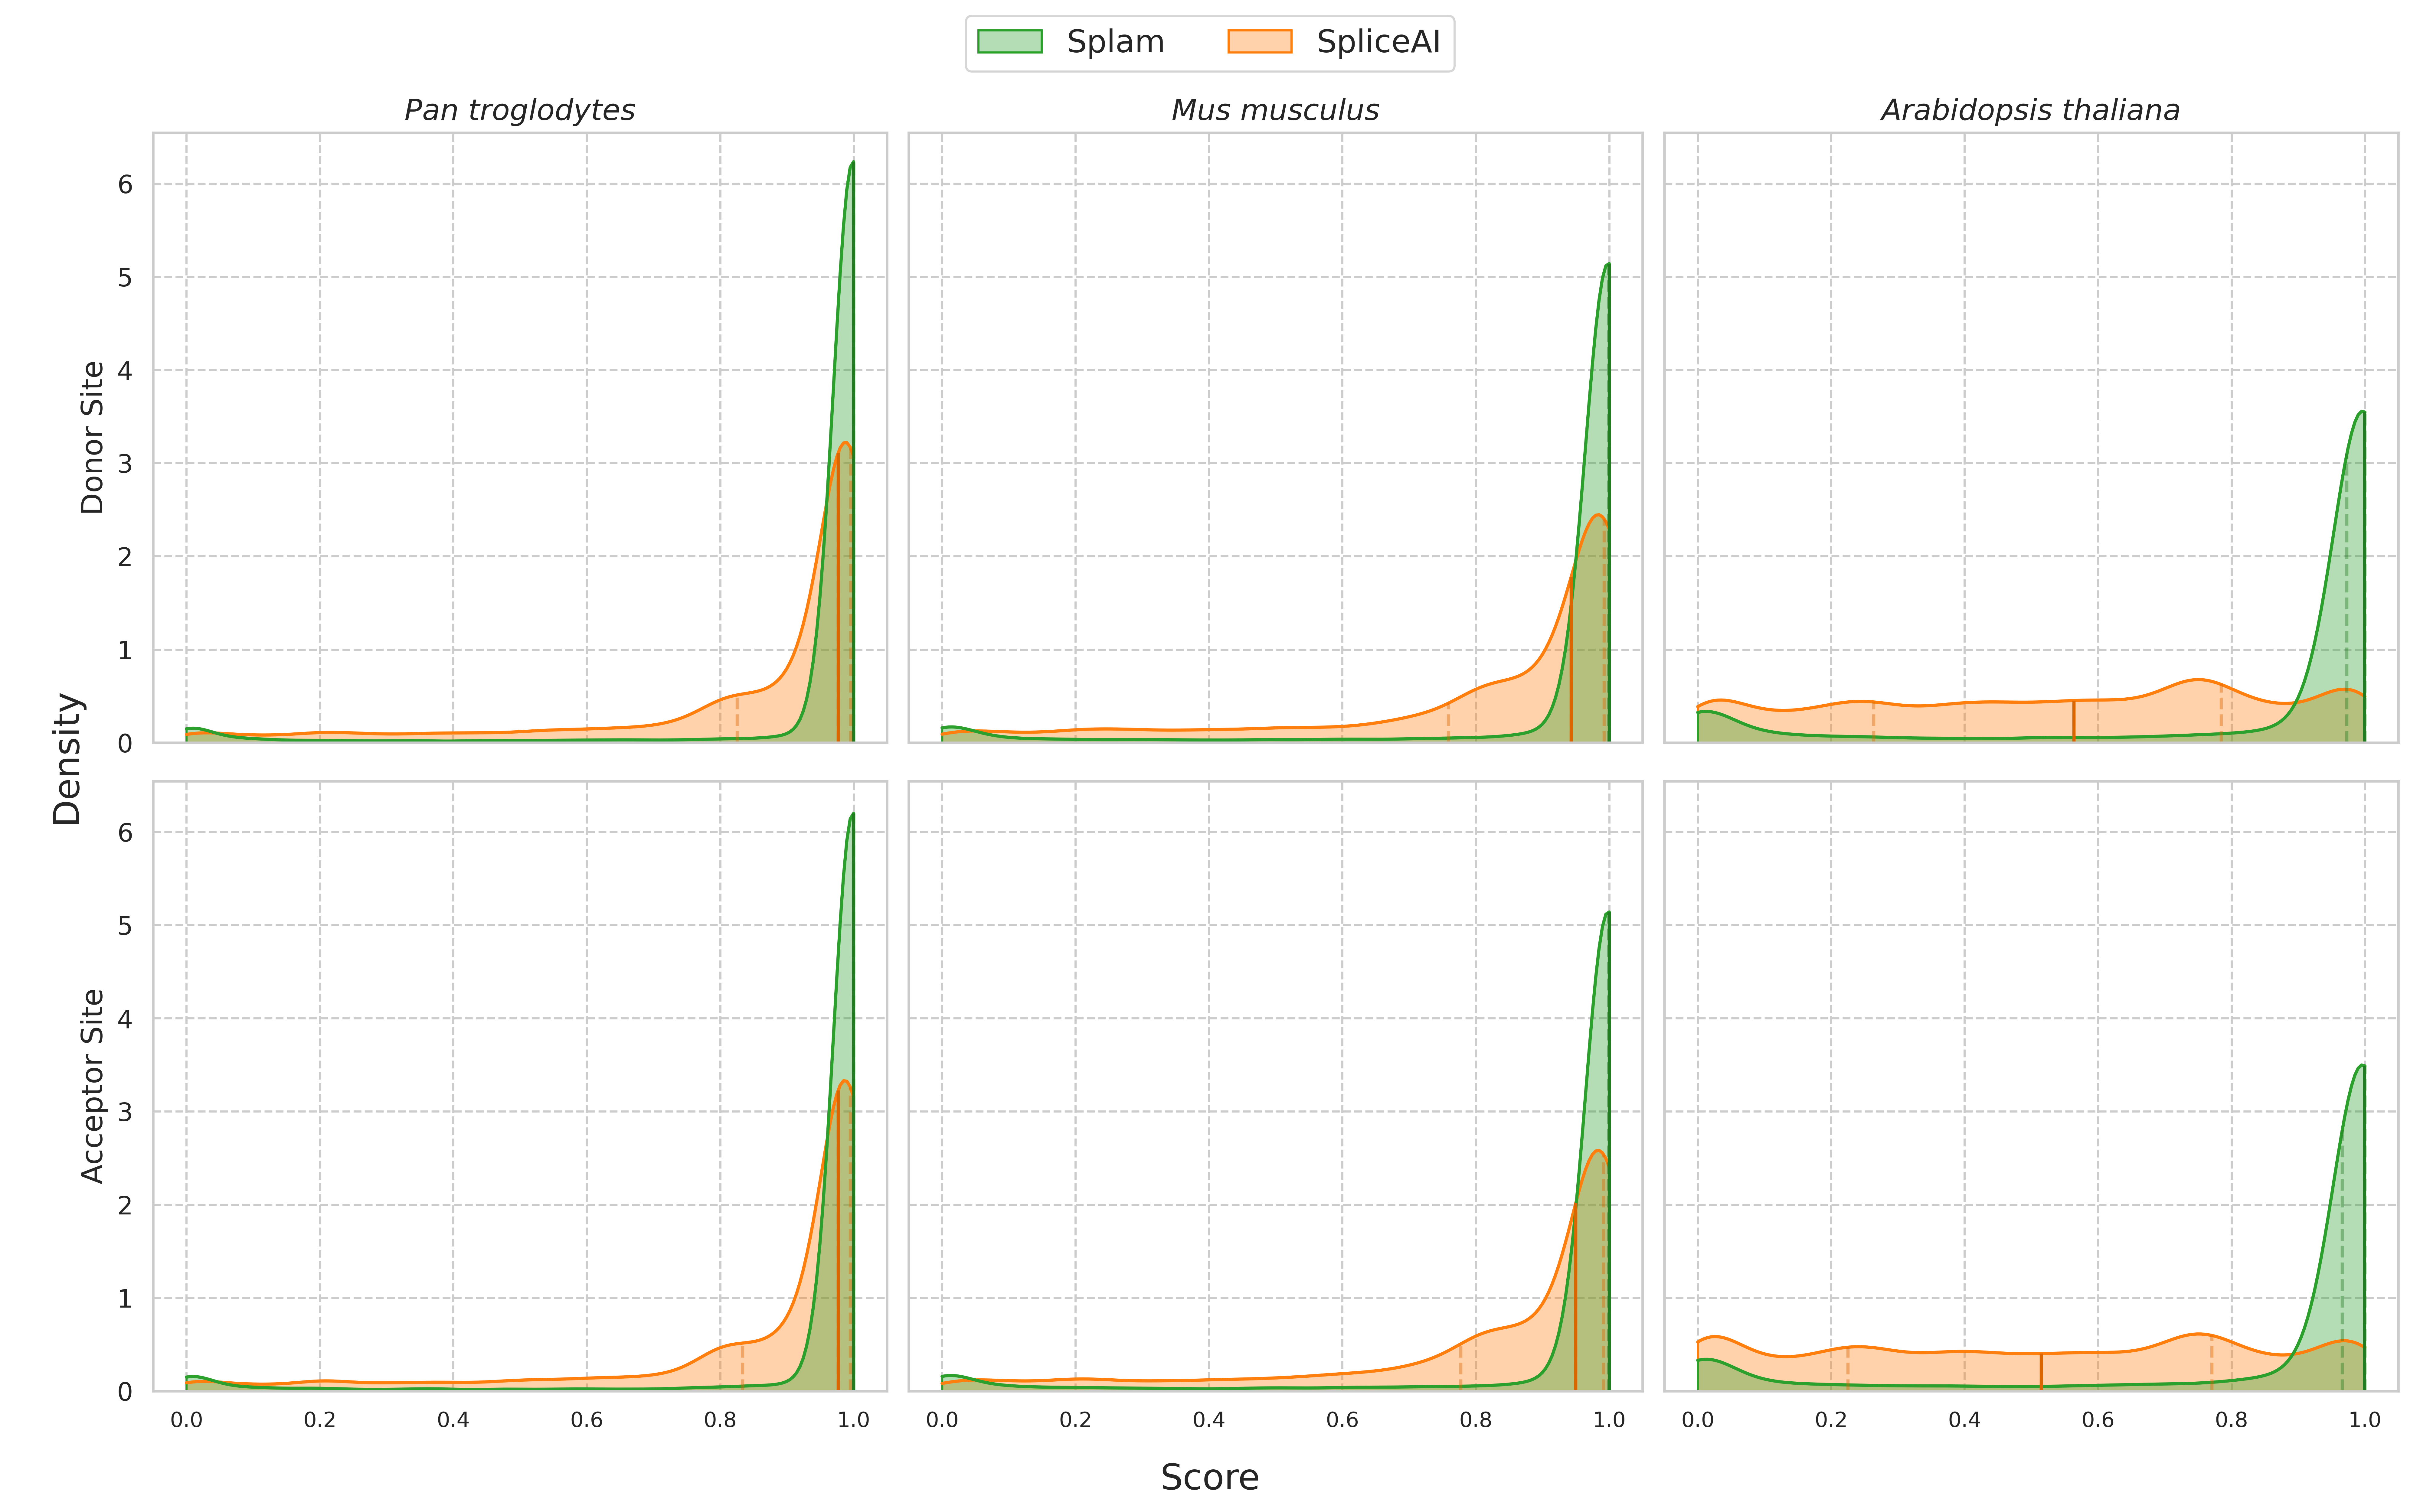 Splam SpliceAI
Pan troglodytes Mus musculus Arabidopsis thaliana
Density
Donor Site
6
5
4
3
2
1
0
Acceptor Site
6
5
4
3
2
1
0
0.0 0.2 0.4 0.6 0.8 1.0 0.0 0.2 0.4 0.6 0.8 1.0 0.0 0.2 0.4 0.6 0.8 1.0
Score